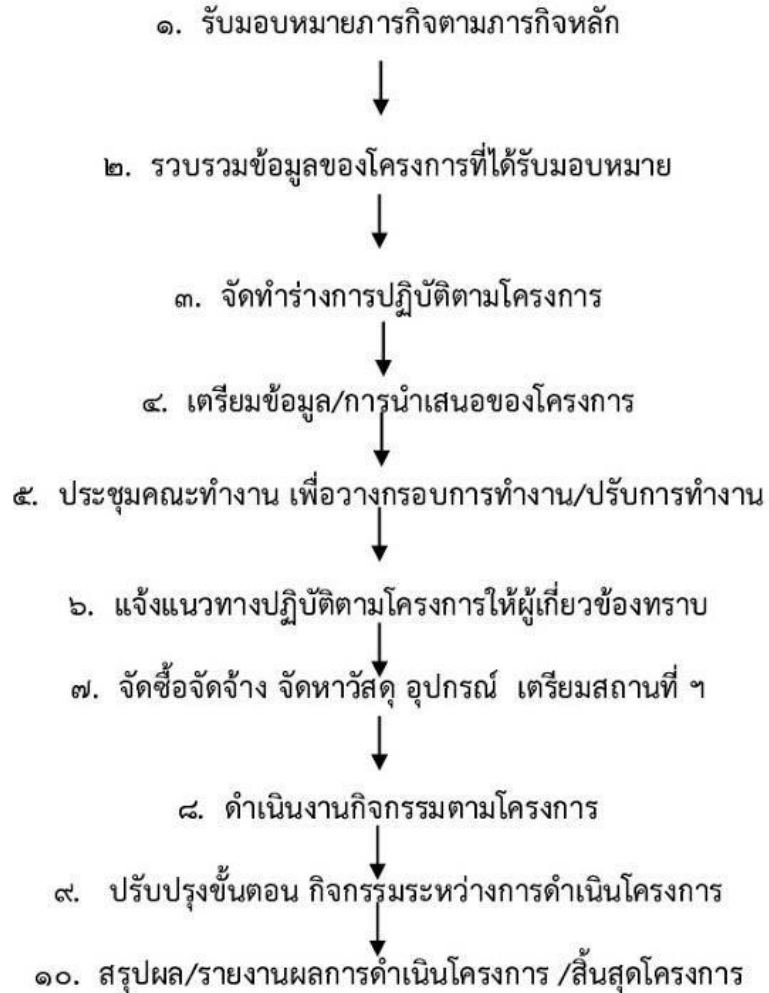 ๑. รับมอบหมายภารกิจตามภารกิจหลัก
๒. รวบรวมข้อมูลของโครงการที่ได้รับมอบหมาย
๓. จัดทำร่างการปฏิบัติตามโครงการ
๔. เตรียมข้อมูล/การนำเสนอของโครงการ
๕. ประชุมคณะทำงาน เพื่อวางกรอบการทำงาน/ปรับการทำงาน
๖. แจ้งแนวทางปฏิบัติตามโครงการให้ผู้เกี่ยวข้องทราบ
๗. จัดซื้อจัดจ้าง จัดหาวัสดุ อุปกรณ์ เตรียมสถานที่ ฯ
๘. ดำเนินงานกิจกรรมตามโครงการ
๙. ปรับปรุงขั้นตอน กิจกรรมระหว่างการดำเนินโครงการ
๑๐. สรุปผล/รายงานผลการดำเนินโครงการ /สิ้นสุดโครงการ